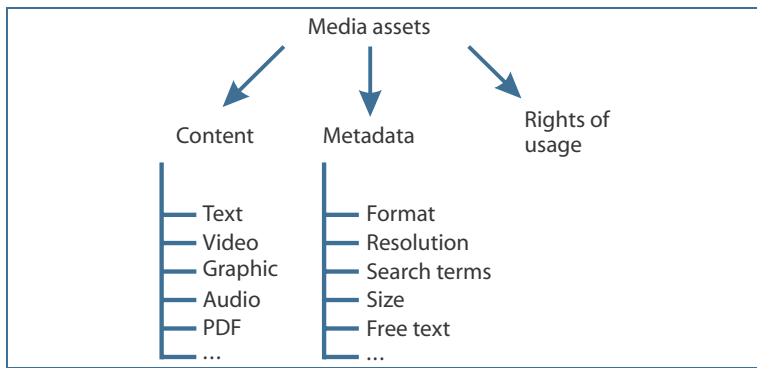 Media assets
Content
Metadata
Rights of
usage
Text
Video
Graphic
Audio
PDF
...
Format
Resolution
Search terms
Size
Free text
...